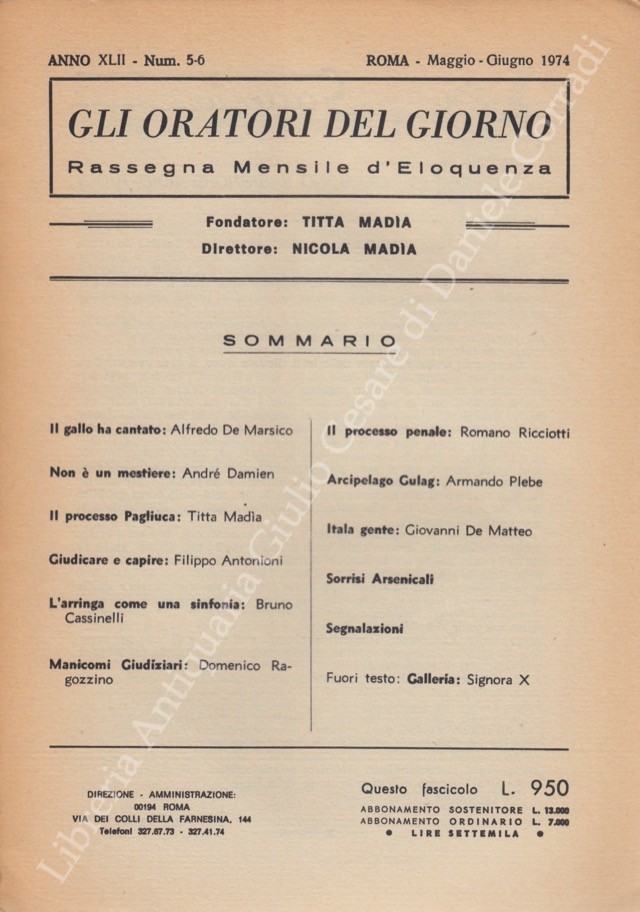 ANNO XLII - Num. 5-6
ROMA - Maggio - Giugno 1974
GLI ORATORI DEL GIORNO
Rassegna Mensile d'Eloquenza
Fondatore: TITTA MADÌA
Direttore: NICOLA MADÌA
SOMMARIO
Il gallo ha cantato: Alfredo De Marsico
Non è un mestiere: André Damien
Il processo Pagliuca: Titta Madìa
Giudicare e capire: Filippo Antonioni
L'arringa come una sinfonia: Bruno
Cassinelli
Manicomi Giudiziari: Domenico Ra-
gozzino
Il processo penale: Romano Ricciotti
Arcipelago Gulag: Armando Plebe
Itala gente: Giovanni De Matteo
Sorrisi Arsenicali
Segnalazioni
Fuori testo: Galleria: Signora X
DIREZIONE - AMMINISTRAZIONE:
00194 ROMA
VIA DEI COLLI DELLA FARNESINA, 144
Telefoni 327.67.73 - 327.41.74
Questo fascicolo L. 950
ABBONAMENTO SOSTENITORE L. 13.000
ABBONAMENTO ORDINARIO L. 7.000
● LIRE SETTEMILA ●
Libreria Antiquaria Giulio Cesare di Daniele Corradi